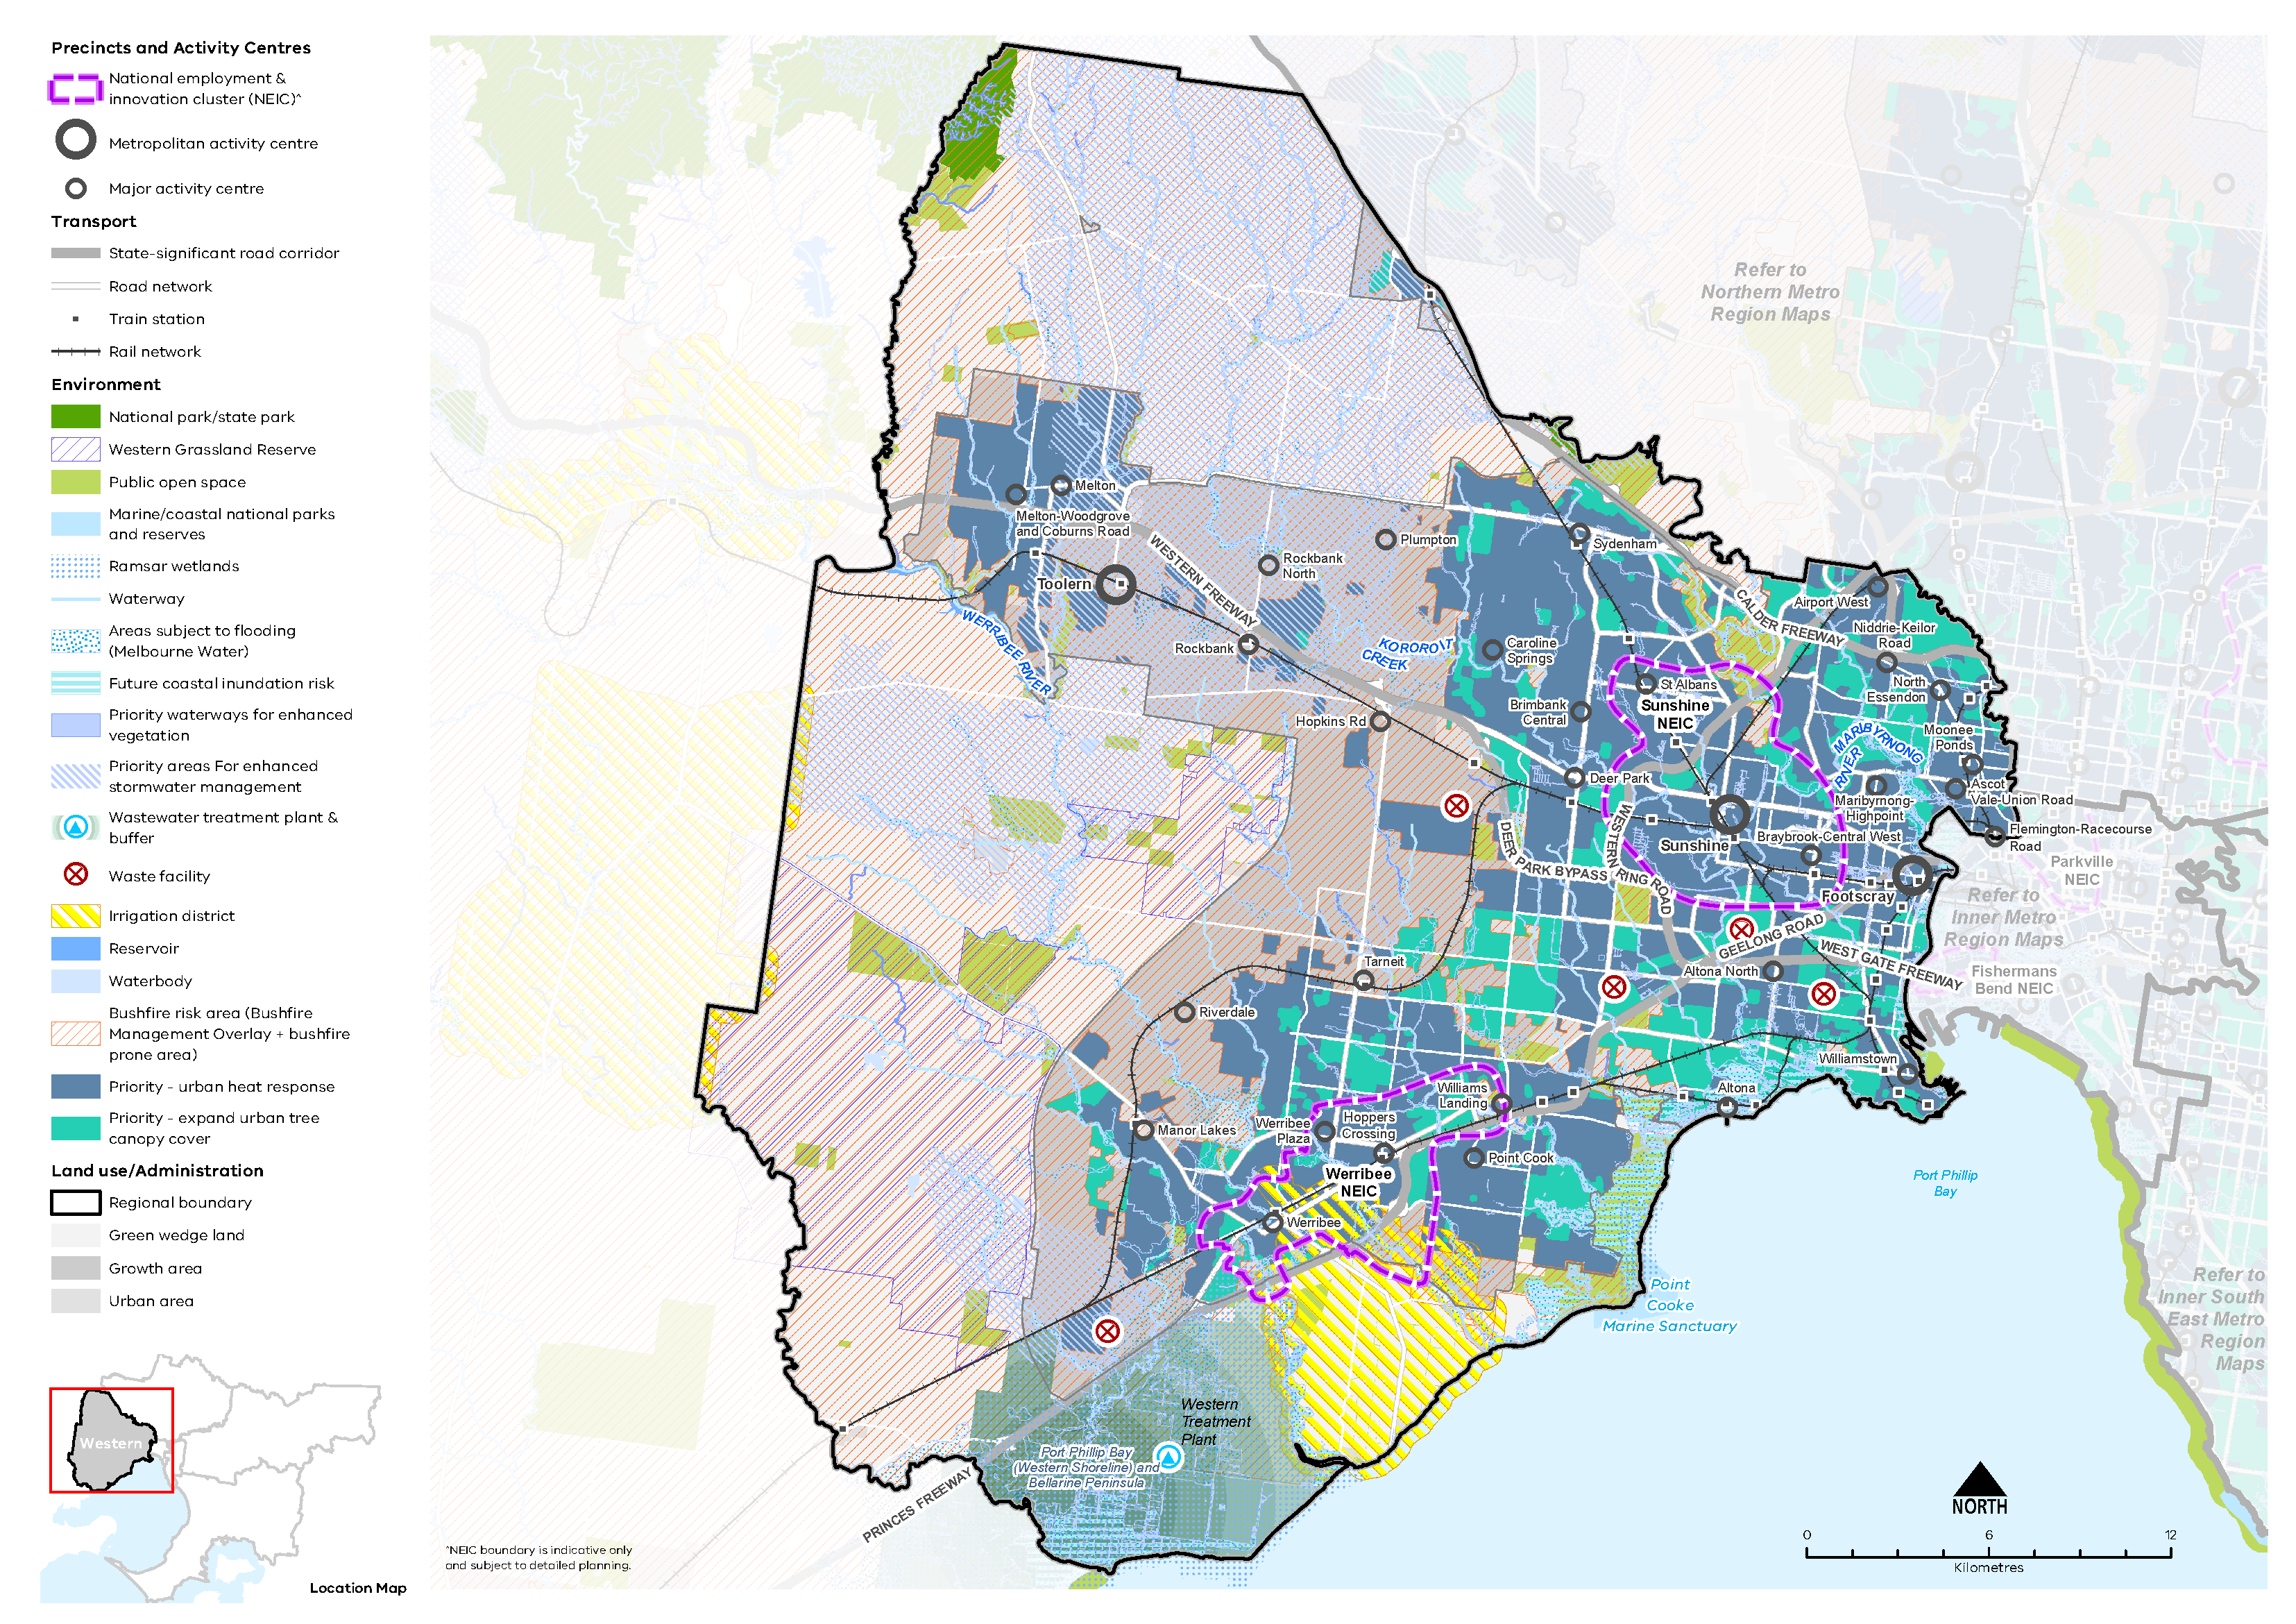 Precincts and Activity Centres
National employment &
innovation cluster (NEIC)^
Metropolitan activity centre
Major activity centre
Transport
State-significant road corridor
Road network
Train station
Rail network
Environment
National park/state park
Western Grassland Reserve
Public open space
Marine/coastal national parks
and reserves
Ramsar wetlands
Waterway
Areas subject to flooding
(Melbourne Water)
Future coastal inundation risk
Priority waterways for enhanced
vegetation
Priority areas For enhanced
stormwater management
Wastewater treatment plant &
buffer
Waste facility
Irrigation district
Reservoir
Waterbody
Bushfire risk area (Bushfire
Management Overlay + bushfire
prone area)
Priority - urban heat response
Priority - expand urban tree
canopy cover
Land use/Administration
Regional boundary
Green wedge land
Growth area
Urban area
Western
Location Map
^NEIC boundary is indicative only
and subject to detailed planning.
Refer to
Northern Metro
Region Maps
Melton
Melton-Woodgrove
and Coburns Road
WESTERN FREEWAY
Plumpton
Rockbank
North
Toolern
Sydenham
WERRIBEE RIVER
Rockbank
KOROROIT
CREEK
Caroline
Springs
CALDER FREEWAY
Airport West
Niddrie-Keilor
Road
North
Essendon
St Albans
Sunshine
NEIC
Brimbank
Central
Hopkins Rd
MARIBYRNONG
RIVER
Moonee
Ponds
Deer Park
Ascot
Vale-Union Road
Maribyrnong-
Highpoint
Flemington-Racecourse
Road
Braybrook-Central West
Sunshine
WESTERN RING ROAD
DEER PARK BYPASS
Footscray
Parkville
NEIC
Refer to
Inner Metro
Region Maps
GEELONG ROAD
WEST GATE FREEWAY
Fishermans
Bend NEIC
Altona North
Tarneit
Riverdale
Williamstown
Altona
Williams
Landing
Hoppers
Crossing
Werribee
Plaza
Manor Lakes
Point Cook
Werribee
NEIC
Werribee
Port Phillip
Bay
Point
Cooke
Marine Sanctuary
Refer to
Inner South
East Metro
Region
Maps
Western
Treatment
Plant
Port Phillip Bay
(Western Shoreline) and
Bellarine Peninsula
PRINCES FREEWAY
NORTH
0 6 12
Kilometres